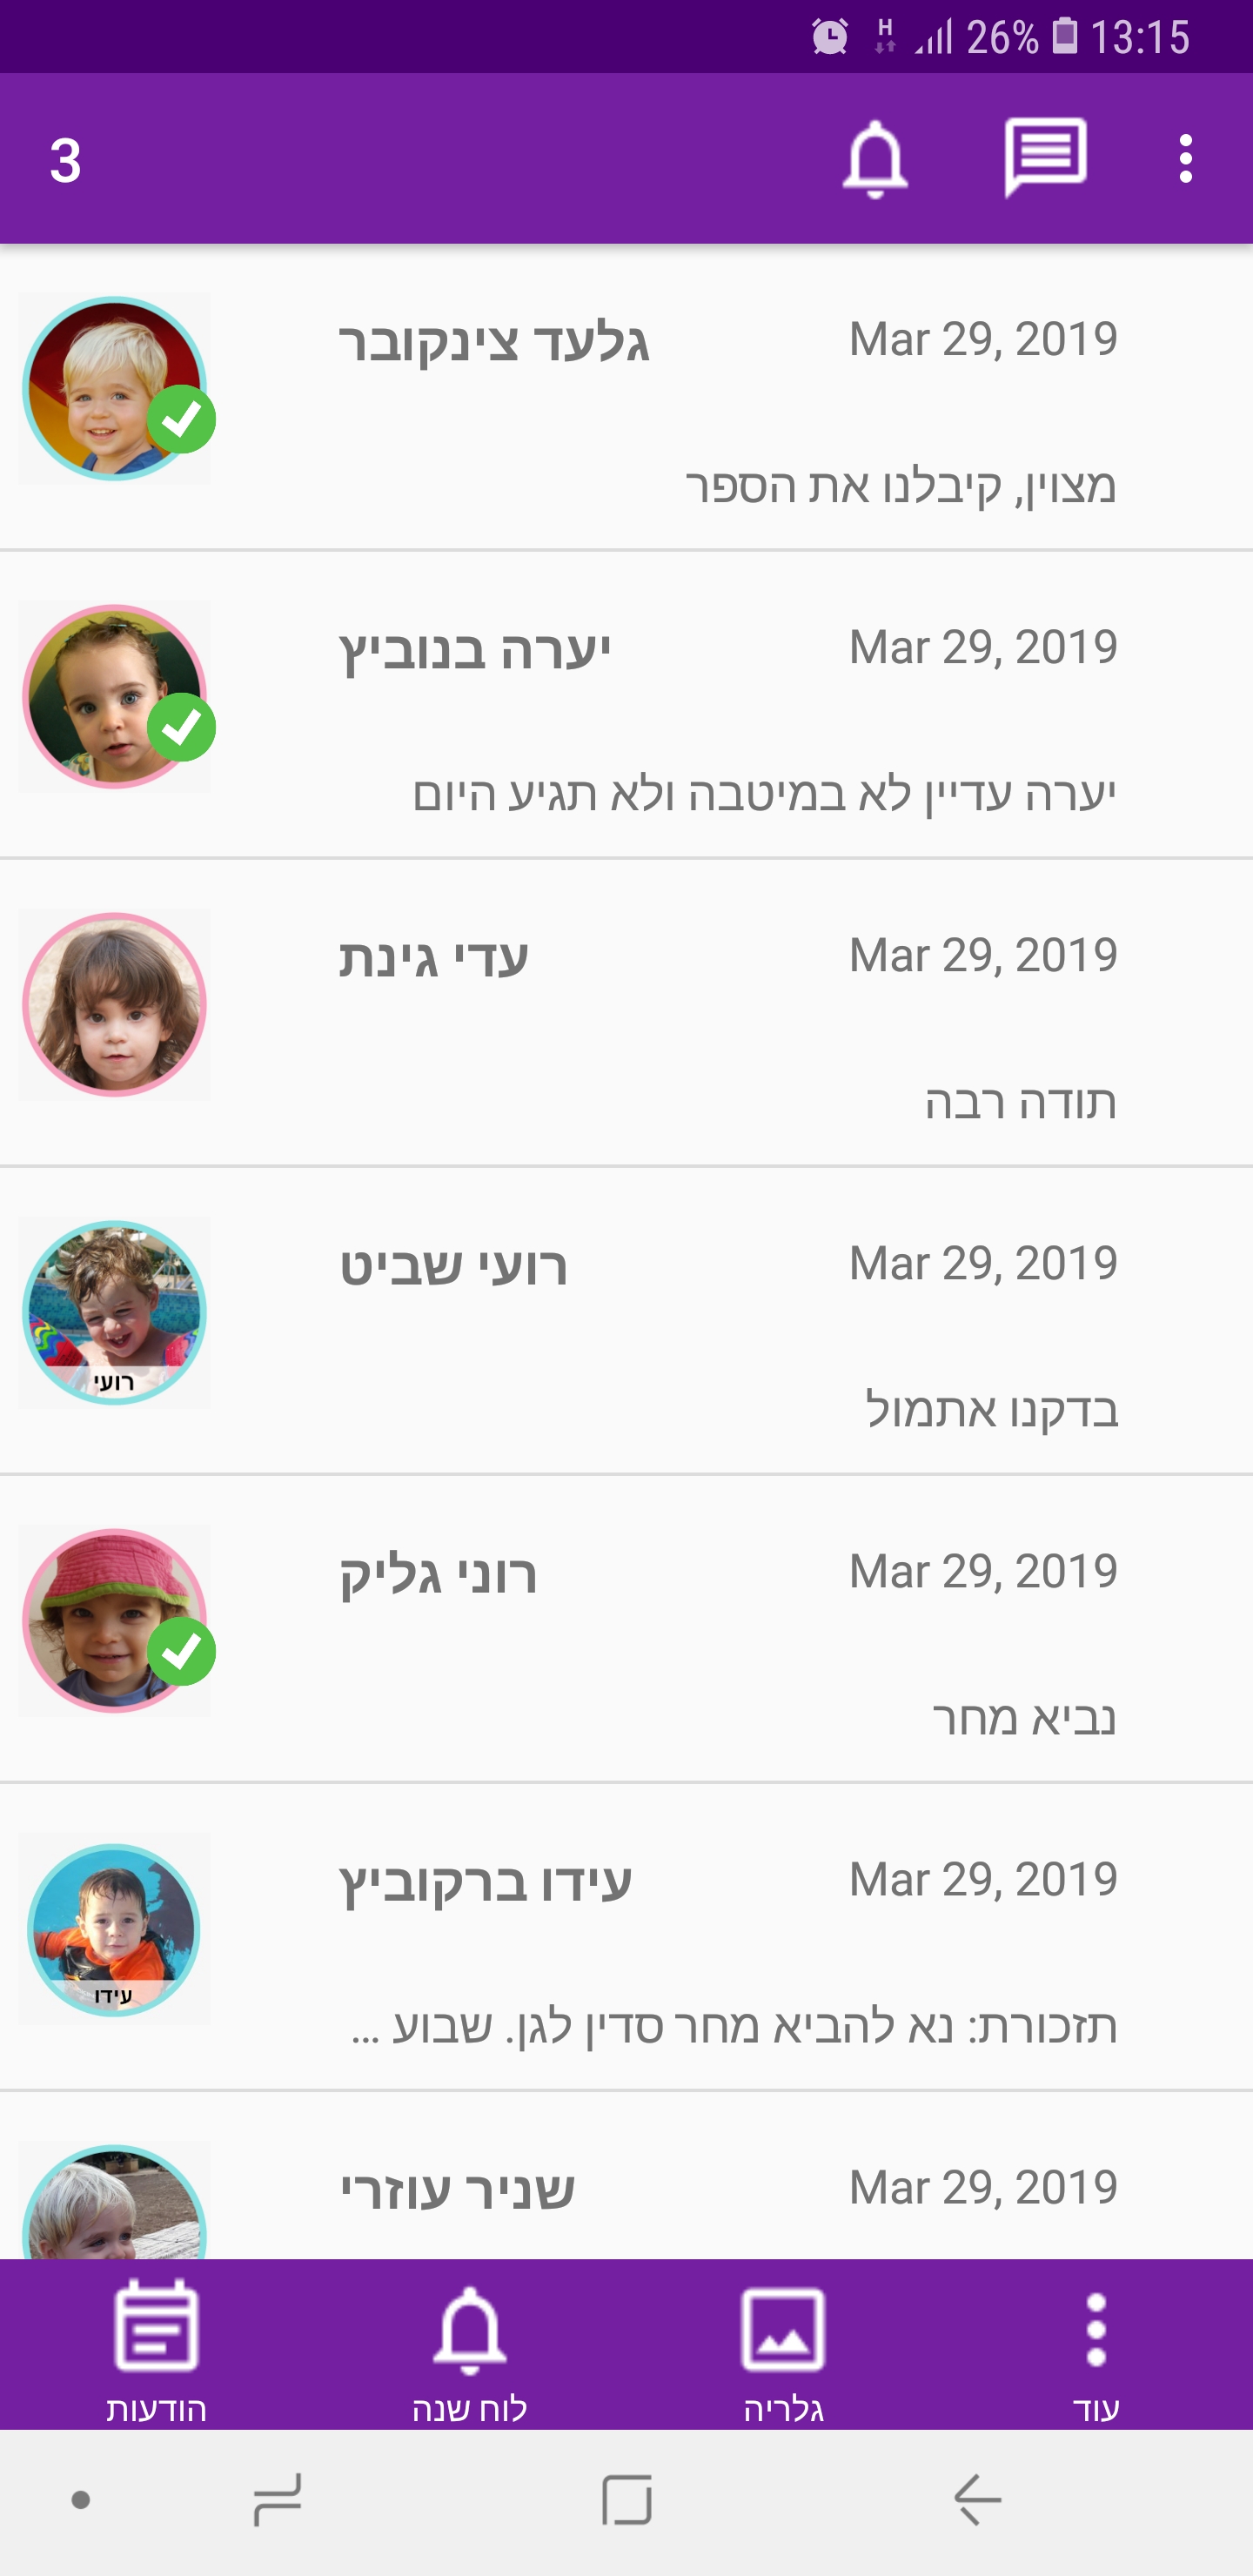 H 26% 13:15
3
גלעד צינקובר Mar 29, 2019
מצוין, קיבלנו את הספר
יערה בנוביץ Mar 29, 2019
יערה עדיין לא במיטבה ולא תגיע היום
עדי גינת Mar 29, 2019
תודה רבה
רועי שביט Mar 29, 2019
רועי
בדקנו אתמול
רוני גליק Mar 29, 2019
נביא מחר
עידו ברקוביץ Mar 29, 2019
עידו
תזכורת: נא להביא מחר סדין לגן. שבוע ...
שניר עוזרי Mar 29, 2019
הודעות
לוח שנה
גלריה
עוד